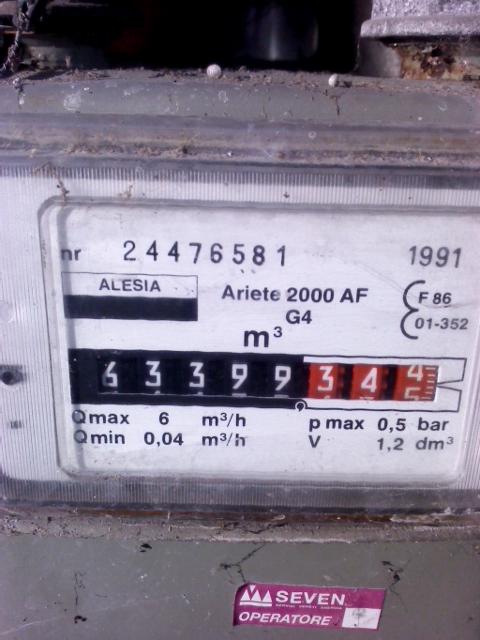 nr 24476581 1991
ALESIA
Ariete 2000 AF
G4
F 86
01-352
m³
63399344
5
Qmax 6 m³/h p max 0,5 bar
Qmin 0,04 m³/h V 1,2 dm³
SEVEN
OPERATORE